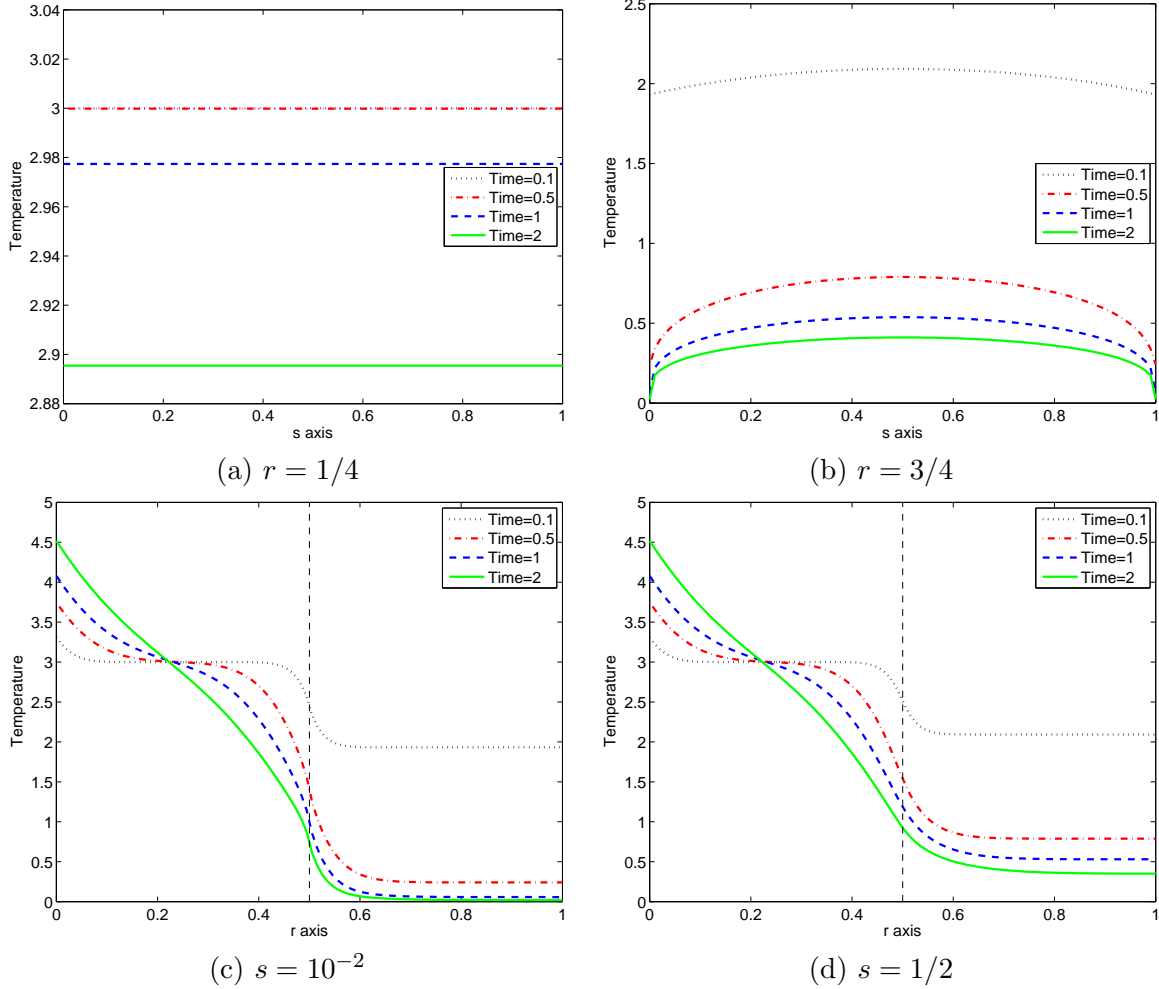 3.04
3.02
3
2.98
2.96
2.94
2.92
2.9
2.88
0
0.2
0.4
0.6
0.8
1
Temperature
s axis
Time=0.1
Time=0.5
Time=1
Time=2
(a) r = 1/4
2.5
2
1.5
1
0.5
0
0
0.2
0.4
0.6
0.8
1
Temperature
s axis
Time=0.1
Time=0.5
Time=1
Time=2
(b) r = 3/4
5
4.5
4
3.5
3
2.5
2
1.5
1
0.5
0
0
0.2
0.4
0.6
0.8
1
Temperature
r axis
Time=0.1
Time=0.5
Time=1
Time=2
(c) s = 10⁻²
5
4.5
4
3.5
3
2.5
2
1.5
1
0.5
0
0
0.2
0.4
0.6
0.8
1
Temperature
r axis
Time=0.1
Time=0.5
Time=1
Time=2
(d) s = 1/2